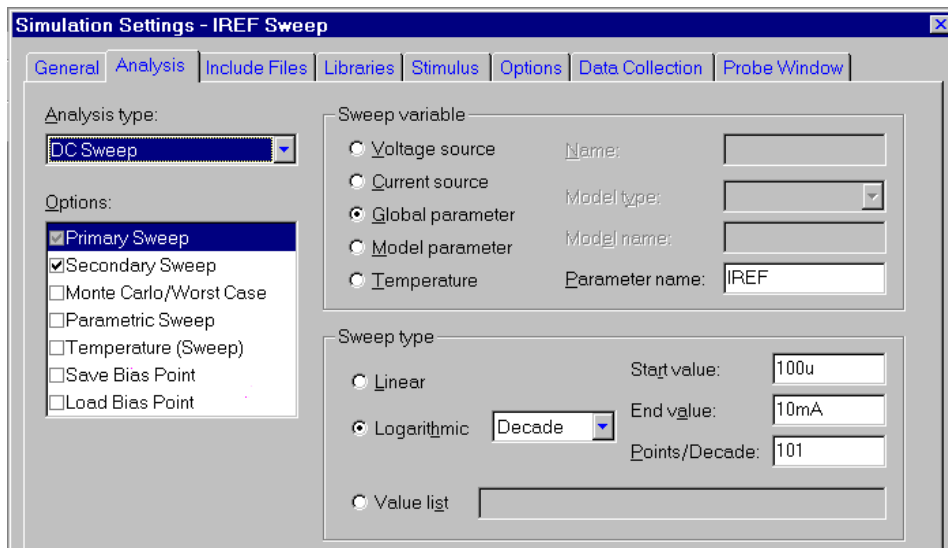 Simulation Settings - IREF Sweep
General Analysis Include Files Libraries Stimulus Options Data Collection Probe Window
Analysis type:
DC Sweep
Options:
Primary Sweep
Secondary Sweep
Monte Carlo/Worst Case
Parametric Sweep
Temperature (Sweep)
Save Bias Point
Load Bias Point
Sweep variable
Voltage source
Current source
Global parameter
Model parameter
Temperature
Name:
Model type:
Model name:
Parameter name: IREF
Sweep type
Linear
Logarithmic Decade
Value list
Start value: 100u
End value: 10mA
Points/Decade: 101